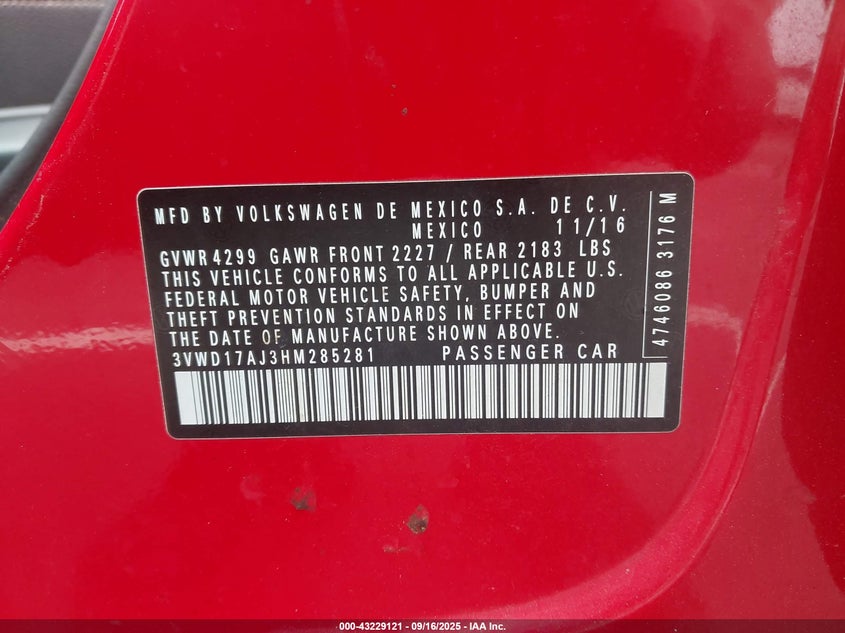 MFD BY VOLKSWAGEN DE MEXICO S.A. DE C.V.
MEXICO 11/16
GVWR 4299 GAWR FRONT 2227 / REAR 2183 LBS
THIS VEHICLE CONFORMS TO ALL APPLICABLE U.S.
FEDERAL MOTOR VEHICLE SAFETY, BUMPER AND
THEFT PREVENTION STANDARDS IN EFFECT ON
THE DATE OF MANUFACTURE SHOWN ABOVE.
3VWD17AJ3HM285281 PASSENGER CAR
4746086 3176 M
000-43229121 - 09/16/2025 - IAA Inc.